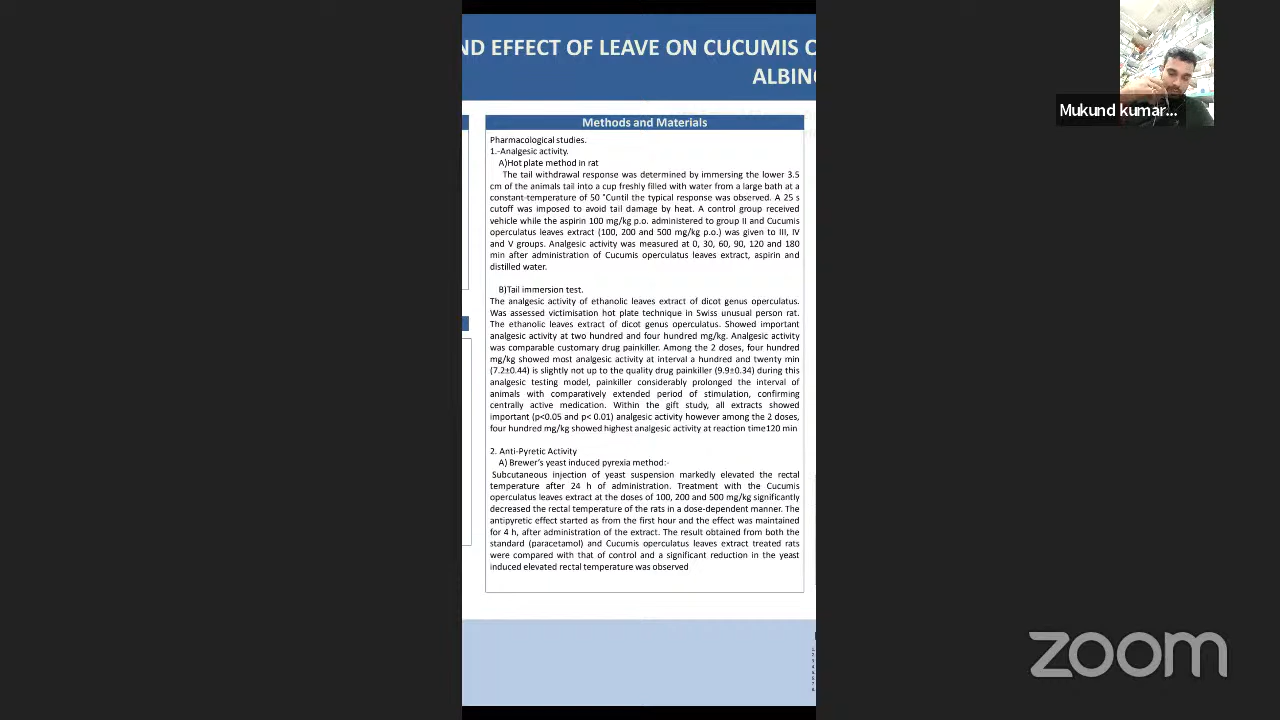 ND EFFECT OF LEAVE ON CUCUMIS
ALBIN
Mukund kumar...
Methods and Materials
Pharmacological studies.
1.-Analgesic activity.
A)Hot plate method in rat
The tail withdrawal response was determined by immersing the lower 3.5
cm of the animals tail into a cup freshly filled with water from a large bath at a
constant-temperature of 50 °Cuntil the typical response was observed. A 25 s
cutoff was imposed to avoid tail damage by heat. A control group received
vehicle while the aspirin 100 mg/kg p.o. administered to group II and Cucumis
operculatus leaves extract (100, 200 and 500 mg/kg p.o.) was given to III, IV
and V groups. Analgesic activity was measured at 0, 30, 60, 90, 120 and 180
min after administration of Cucumis operculatus leaves extract, aspirin and
distilled water.
B)Tail immersion test.
The analgesic activity of ethanolic leaves extract of dicot genus operculatus.
Was assessed victimisation hot plate technique in Swiss unusual person rat.
The ethanolic leaves extract of dicot genus operculatus. Showed important
analgesic activity at two hundred and four hundred mg/kg. Analgesic activity
was comparable customary drug painkiller. Among the 2 doses, four hundred
mg/kg showed most analgesic activity at interval a hundred and twenty min
(7.2±0.44) is slightly not up to the quality drug painkiller (9.9±0.34) during this
analgesic testing model, painkiller considerably prolonged the interval of
animals with comparatively extended period of stimulation, confirming
centrally active medication. Within the gift study, all extracts showed
important (p<0.05 and p< 0.01) analgesic activity however among the 2 doses,
four hundred mg/kg showed highest analgesic activity at reaction time120 min
2. Anti-Pyretic Activity
A) Brewer's yeast induced pyrexia method:-
Subcutaneous injection of yeast suspension markedly elevated the rectal
temperature after 24 h of administration. Treatment with the Cucumis
operculatus leaves extract at the doses of 100, 200 and 500 mg/kg significantly
decreased the rectal temperature of the rats in a dose-dependent manner. The
antipyretic effect started as from the first hour and the effect was maintained
for 4 h, after administration of the extract. The result obtained from both the
standard (paracetamol) and Cucumis operculatus leaves extract treated rats
were compared with that of control and a significant reduction in the yeast
induced elevated rectal temperature was observed
zoom